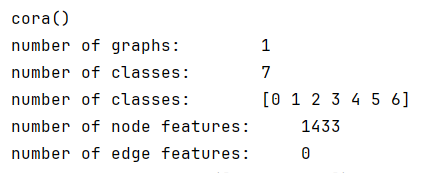 cora()
number of graphs: 1
number of classes: 7
number of classes: [0 1 2 3 4 5 6]
number of node features: 1433
number of edge features: 0